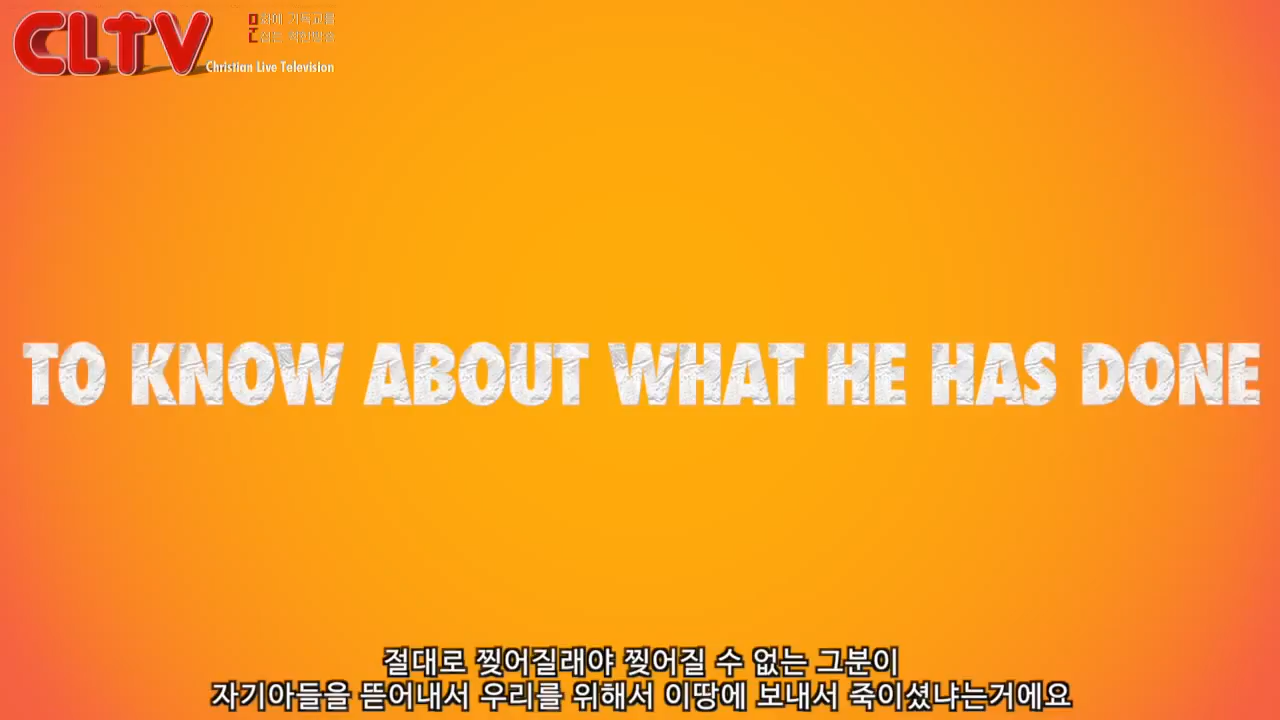 CLTV
Christian Live Television
TO KNOW ABOUT WHAT HE HAS DONE
절대로 찢어질래야 찢어질 수 없는 그분이
자기아들을 뜯어내서 우리를 위해서 이땅에 보내서 죽이셨냐는거에요